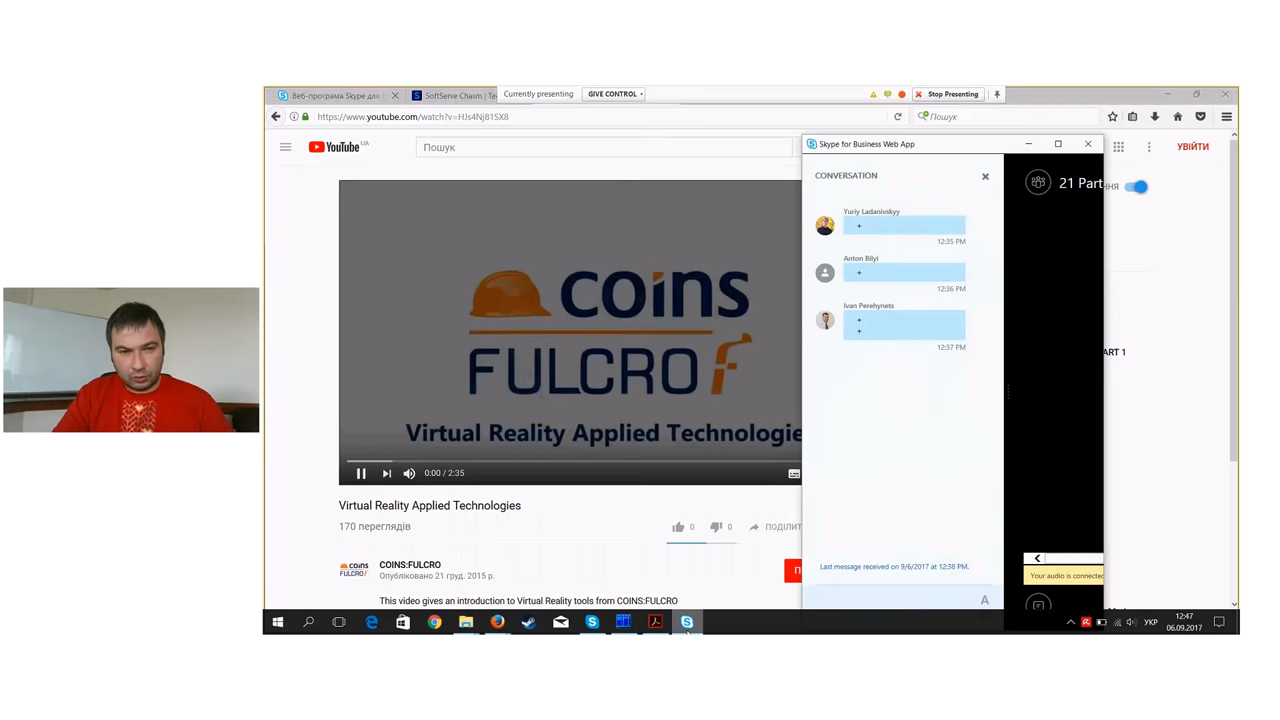 Веб-програма Skype для
SoftServe Chasm | Te
Currently presenting
GIVE CONTROL
Stop Presenting
https://www.youtube.com/watch?v=HJs4Nj81SX8
Пошук
YouTube UA
Пошук
УВІЙТИ
Skype for Business Web App
CONVERSATION
21 Part
ння
Yuriy Ladanivskyy
+
12:35 PM
Anton Bilyi
+
12:36 PM
Ivan Perehynets
+
+
12:37 PM
ART 1
coins
FULCRO
Virtual Reality Applied Technologie
0:00 / 2:35
Virtual Reality Applied Technologies
170 переглядів
0
0
ПОДІЛИТ
COINS:FULCRO
Опубліковано 21 груд. 2015 р.
П
coins
FULCRO
This video gives an introduction to Virtual Reality tools from COINS:FULCRO
Last message received on 9/6/2017 at 12:38 PM.
A
Your audio is connected
УКР
12:47
06.09.2017